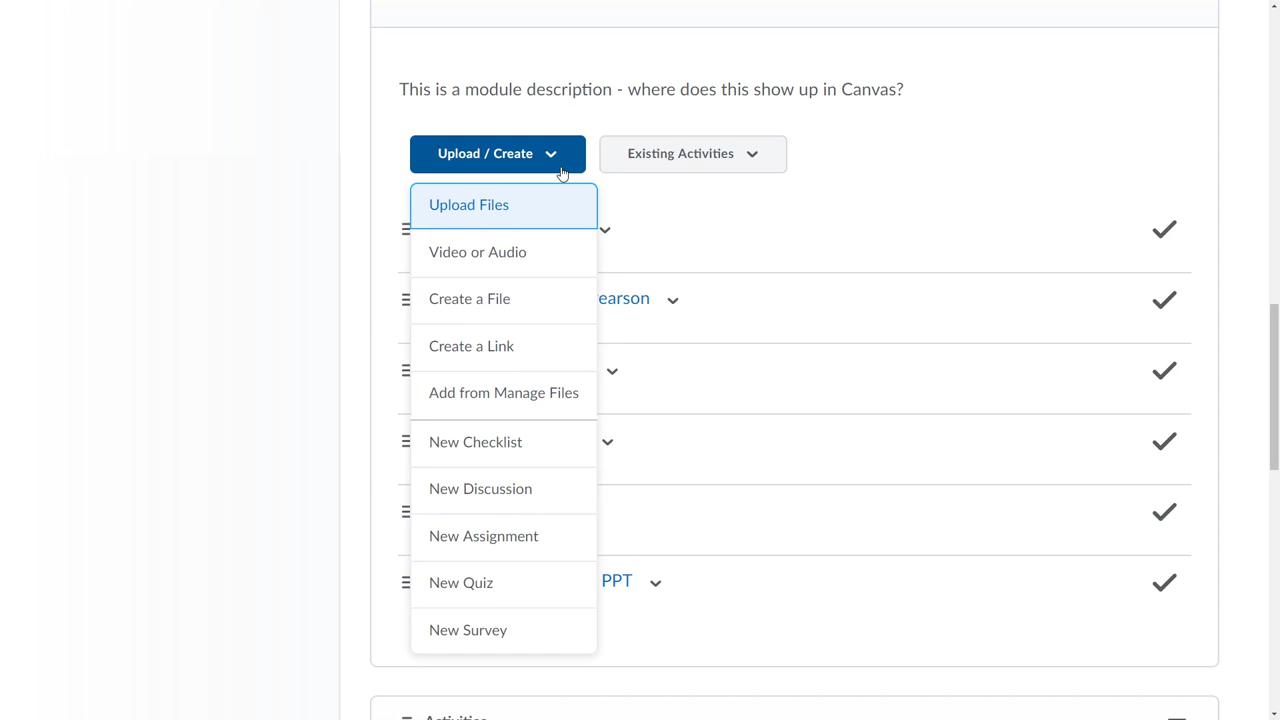 This is a module description - where does this show up in Canvas?
Upload / Create
Existing Activities
Upload Files
Video or Audio
Create a File
earson
Create a Link
Add from Manage Files
New Checklist
New Discussion
New Assignment
New Quiz
PPT
New Survey
Activities